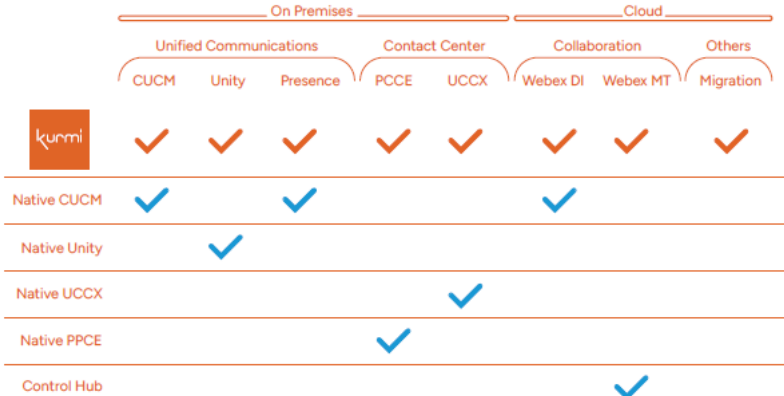 On Premises Cloud
Unified Communications Contact Center Collaboration Others
CUCM Unity Presence PCCE UCCX Webex DI Webex MT Migration
kurmi
Native CUCM
Native Unity
Native UCCX
Native PPCE
Control Hub